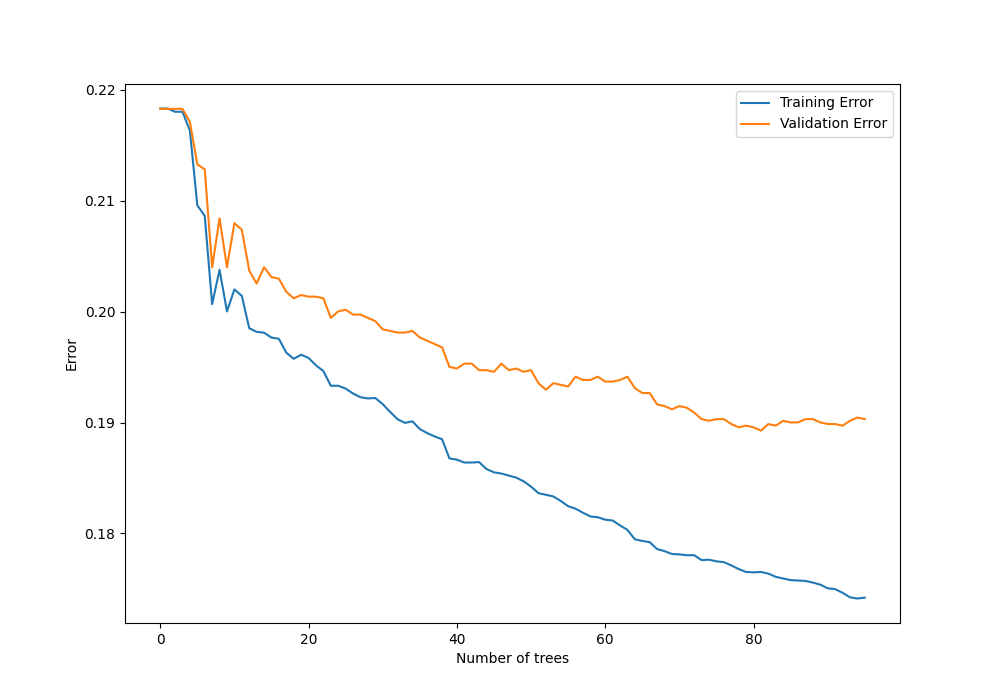 0.22
0.21
0.20
0.19
0.18
Error
Training Error
Validation Error
0 20 40 60 80
Number of trees